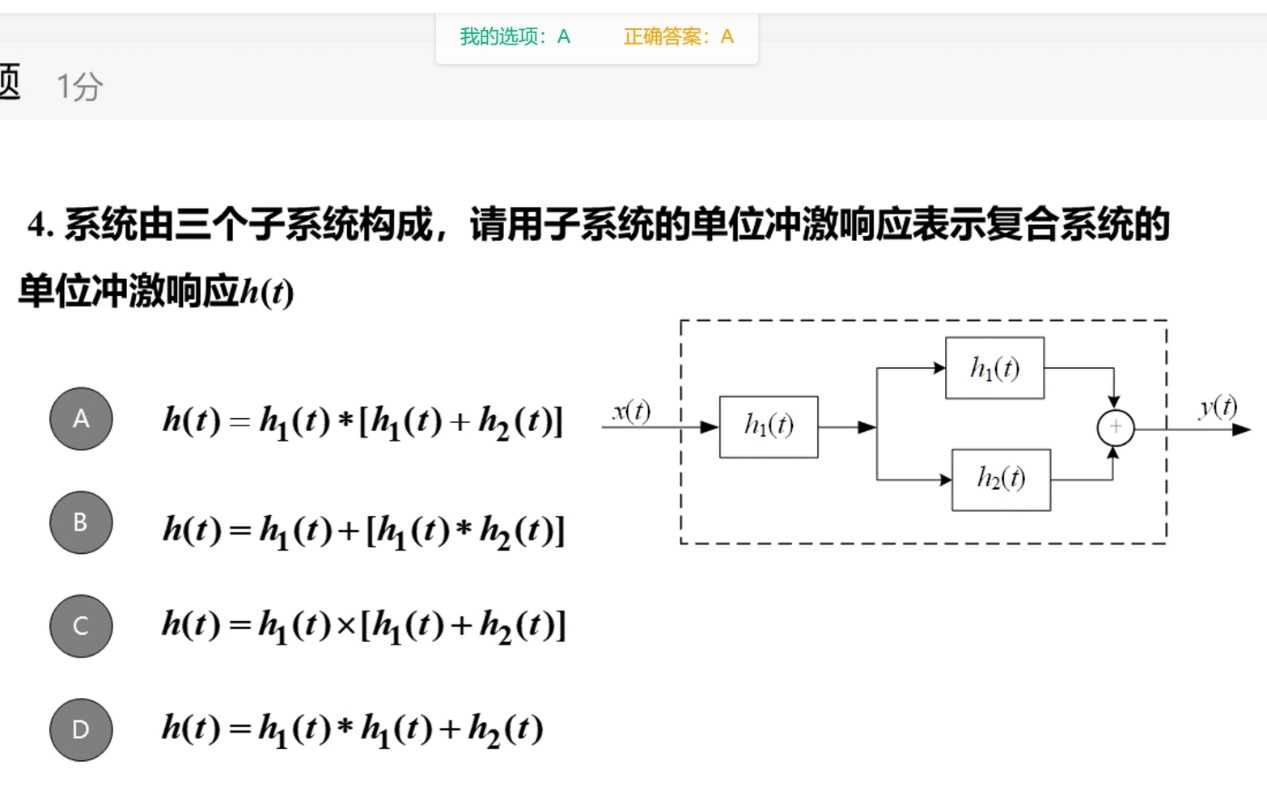 我的选项：A 正确答案：A
题 1分
4. 系统由三个子系统构成，请用子系统的单位冲激响应表示复合系统的
单位冲激响应h(t)
A h(t) = h₁(t) * [h₁(t) + h₂(t)]
B h(t) = h₁(t) + [h₁(t) * h₂(t)]
C h(t) = h₁(t) × [h₁(t) + h₂(t)]
D h(t) = h₁(t) * h₁(t) + h₂(t)
x(t)
h₁(t)
h₁(t)
h₂(t)
+
y(t)